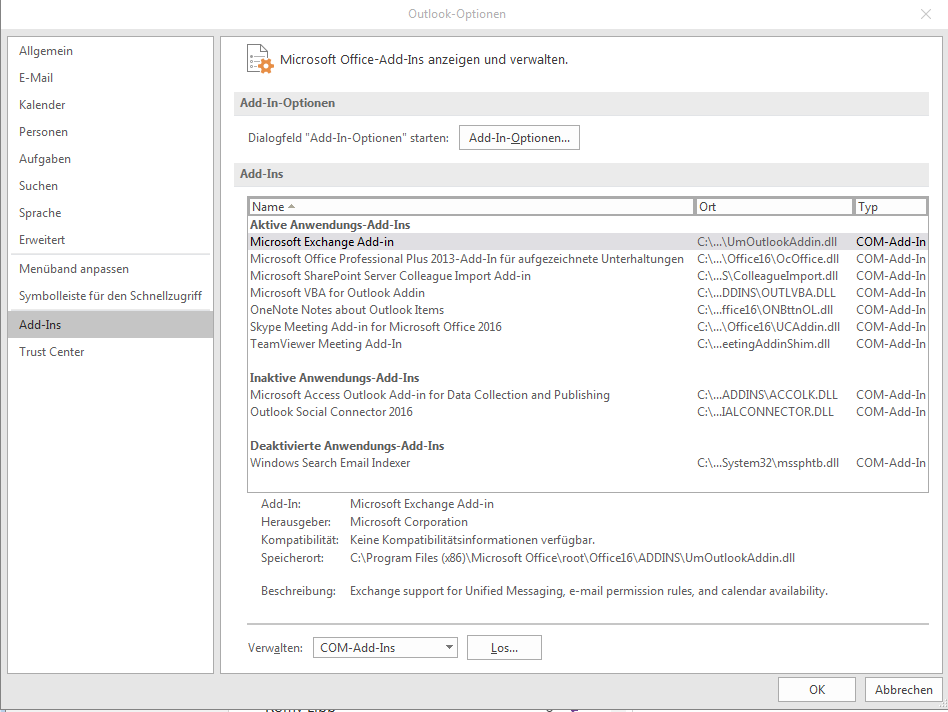 Outlook-Optionen
Allgemein
E-Mail
Kalender
Personen
Aufgaben
Suchen
Sprache
Erweitert
Menüband anpassen
Symbolleiste für den Schnellzugriff
Add-Ins
Trust Center
Microsoft Office-Add-Ins anzeigen und verwalten.
Add-In-Optionen
Dialogfeld "Add-In-Optionen" starten: Add-In-Optionen...
Add-Ins
Name Ort Typ
Aktive Anwendungs-Add-Ins
Microsoft Exchange Add-in C:\...\UmOutlookAddin.dll COM-Add-In
Microsoft Office Professional Plus 2013-Add-In für aufgezeichnete Unterhaltungen C:\...\Office16\OcOffice.dll COM-Add-In
Microsoft SharePoint Server Colleague Import Add-in C:\...S\ColleagueImport.dll COM-Add-In
Microsoft VBA for Outlook Addin C:\...DDINS\OUTLVBA.DLL COM-Add-In
OneNote Notes about Outlook Items C:\...ffice16\ONBttnOL.dll COM-Add-In
Skype Meeting Add-in for Microsoft Office 2016 C:\...\Office16\UCAddin.dll COM-Add-In
TeamViewer Meeting Add-In C:\...eetingAddinShim.dll COM-Add-In
Inaktive Anwendungs-Add-Ins
Microsoft Access Outlook Add-in for Data Collection and Publishing C:\...ADDINS\ACCOLK.DLL COM-Add-In
Outlook Social Connector 2016 C:\...IALCONNECTOR.DLL COM-Add-In
Deaktivierte Anwendungs-Add-Ins
Windows Search Email Indexer C:\...System32\mssphtb.dll COM-Add-In
Add-In: Microsoft Exchange Add-in
Herausgeber: Microsoft Corporation
Kompatibilität: Keine Kompatibilitätsinformationen verfügbar.
Speicherort: C:\Program Files (x86)\Microsoft Office\root\Office16\ADDINS\UmOutlookAddin.dll
Beschreibung: Exchange support for Unified Messaging, e-mail permission rules, and calendar availability.
Verwalten: COM-Add-Ins Los...
OK Abbrechen